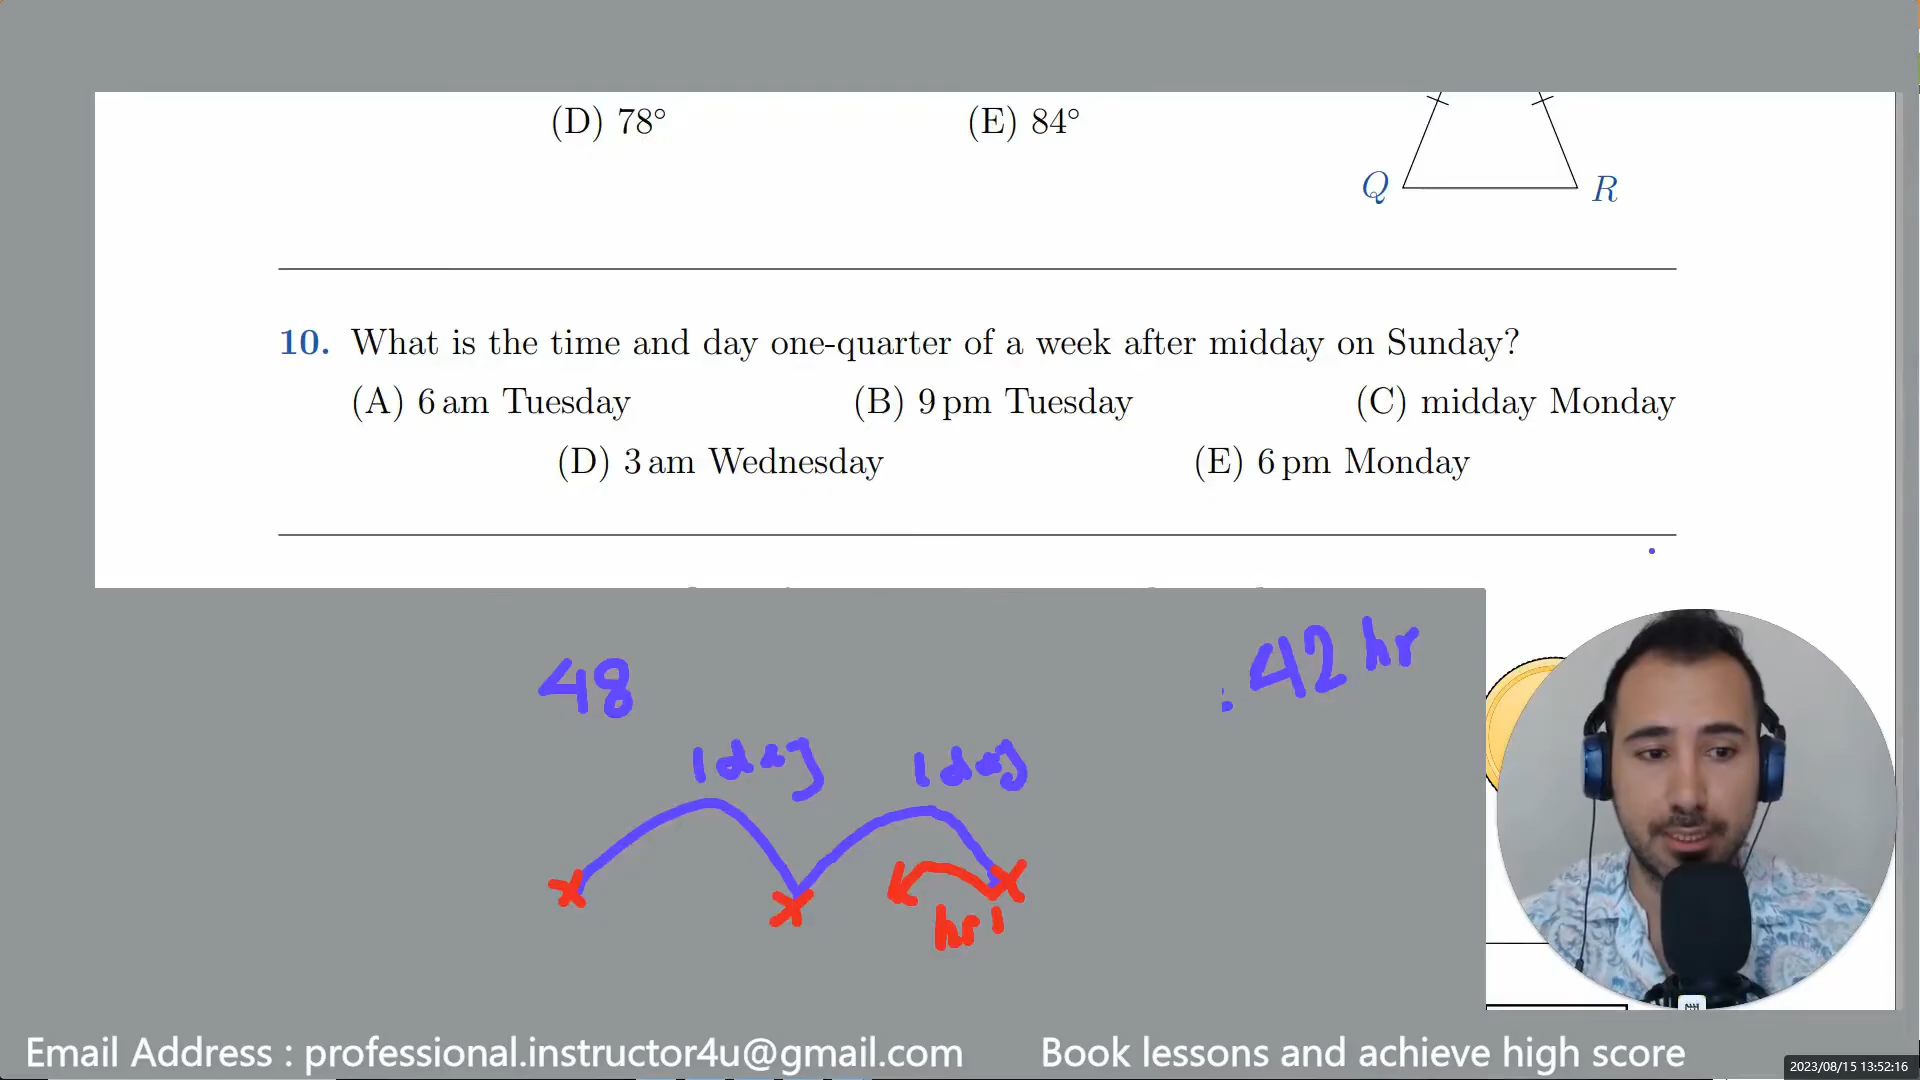 (D) 78° (E) 84°
Q R
10. What is the time and day one-quarter of a week after midday on Sunday?
(A) 6 am Tuesday (B) 9 pm Tuesday (C) midday Monday
(D) 3 am Wednesday (E) 6 pm Monday
48 42 hr
1 day 1 day
hr
Email Address : professional.instructor4u@gmail.com Book lessons and achieve high score
2023/08/15 13:52:16